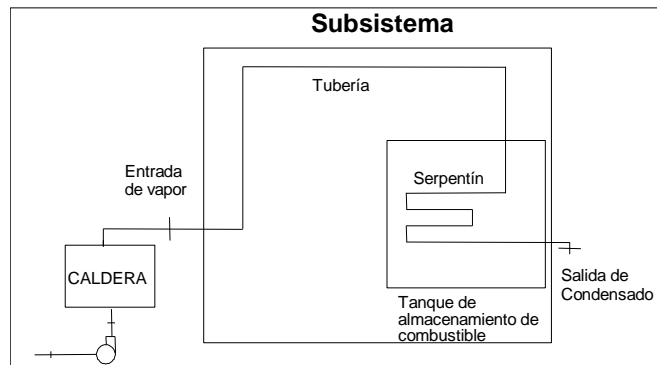 Subsistema
Tubería
Entrada
de vapor
Serpentín
CALDERA
Salida de
Condensado
Tanque de
almacenamiento de
combustible